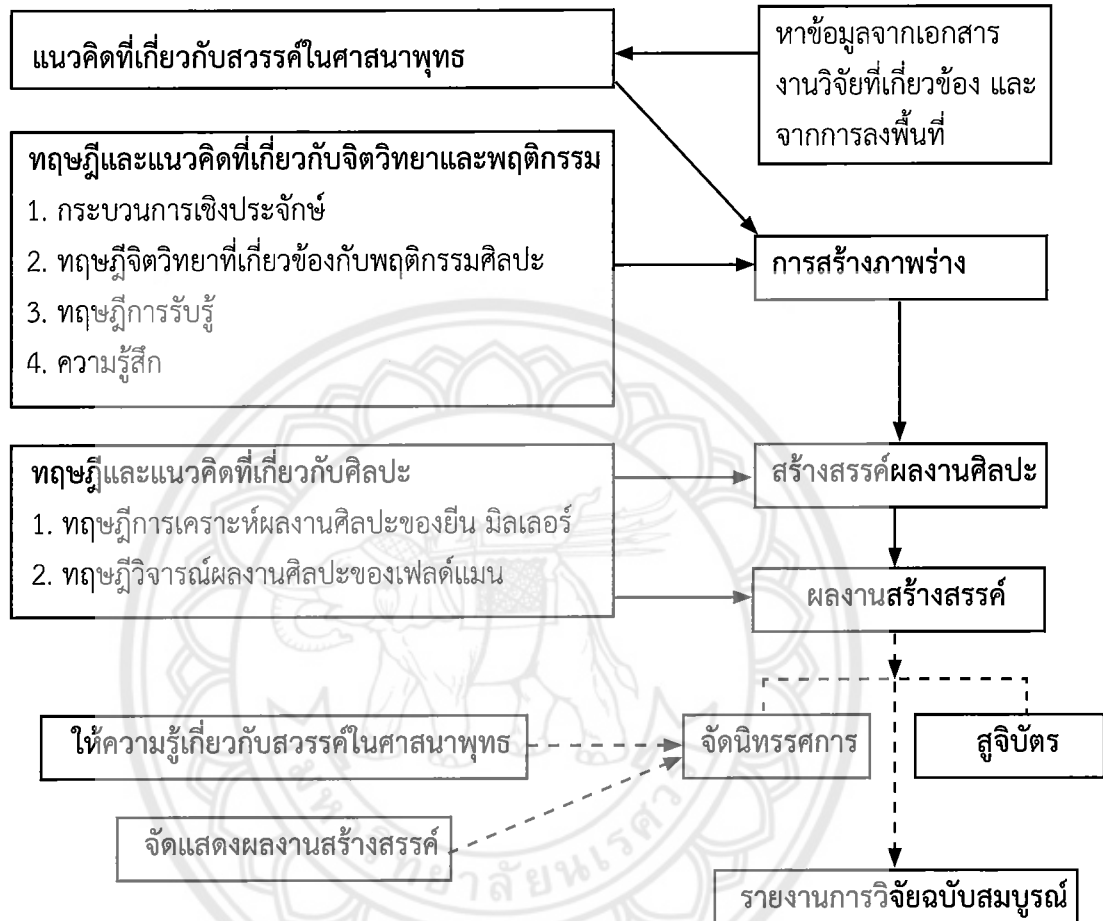 แนวคิดที่เกี่ยวกับสวรรค์ในศาสนาพุทธ
หาข้อมูลจากเอกสาร
งานวิจัยที่เกี่ยวข้อง และ
จากการลงพื้นที่
ทฤษฎีและแนวคิดที่เกี่ยวกับจิตวิทยาและพฤติกรรม
1. กระบวนการเชิงประจักษ์
2. ทฤษฎีจิตวิทยาที่เกี่ยวข้องกับพฤติกรรมศิลปะ
3. ทฤษฎีการรับรู้
4. ความรู้สึก
การสร้างภาพร่าง
ทฤษฎีและแนวคิดที่เกี่ยวกับศิลปะ
1. ทฤษฎีการเคราะห์ผลงานศิลปะของยีน มิลเลอร์
2. ทฤษฎีวิจารณ์ผลงานศิลปะของเฟลด์แมน
สร้างสรรค์ผลงานศิลปะ
ผลงานสร้างสรรค์
ให้ความรู้เกี่ยวกับสวรรค์ในศาสนาพุทธ
จัดนิทรรศการ
สูจิบัตร
จัดแสดงผลงานสร้างสรรค์
รายงานการวิจัยฉบับสมบูรณ์
มหาวิทยาลัยนเรศวร